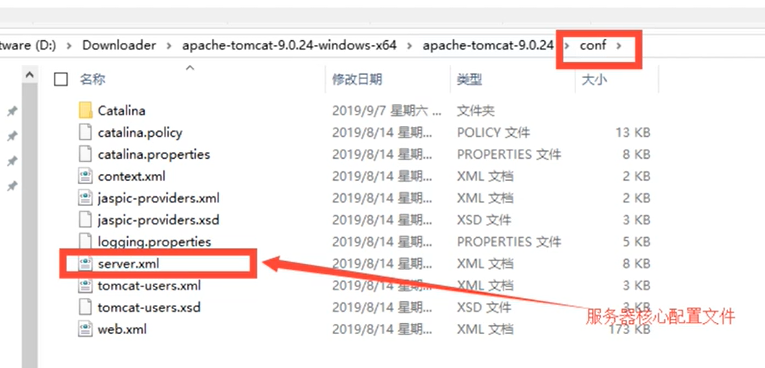 tware (D:) > Downloader > apache-tomcat-9.0.24-windows-x64 > apache-tomcat-9.0.24 > conf >
名称 修改日期 类型 大小
Catalina 2019/9/7 星期六 ... 文件夹
catalina.policy 2019/8/14 星期... POLICY 文件 13 KB
catalina.properties 2019/8/14 星期... PROPERTIES 文件 8 KB
context.xml 2019/8/14 星期... XML 文档 2 KB
jaspic-providers.xml 2019/8/14 星期... XML 文档 2 KB
jaspic-providers.xsd 2019/8/14 星期... XSD 文件 3 KB
logging.properties 2019/8/14 星期... PROPERTIES 文件 5 KB
server.xml 2019/8/14 星期... XML 文档 8 KB
tomcat-users.xml 2019/8/14 星期... XML 文档 3 KB
tomcat-users.xsd 2019/8/14 星期... XSD 文件 3 KB
服务器核心配置文件
web.xml 2019/8/14 星期... XML 文档 173 KB